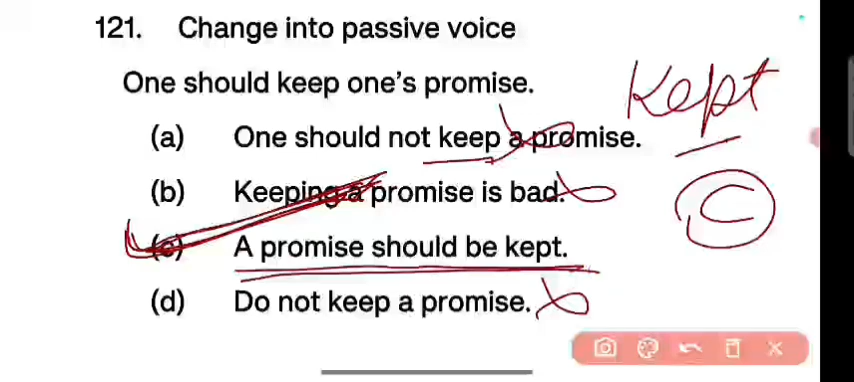 121. Change into passive voice
One should keep one's promise.
Kept
(a) One should not keep a promise.
(b) Keeping a promise is bad.
C
(c) A promise should be kept.
(d) Do not keep a promise.